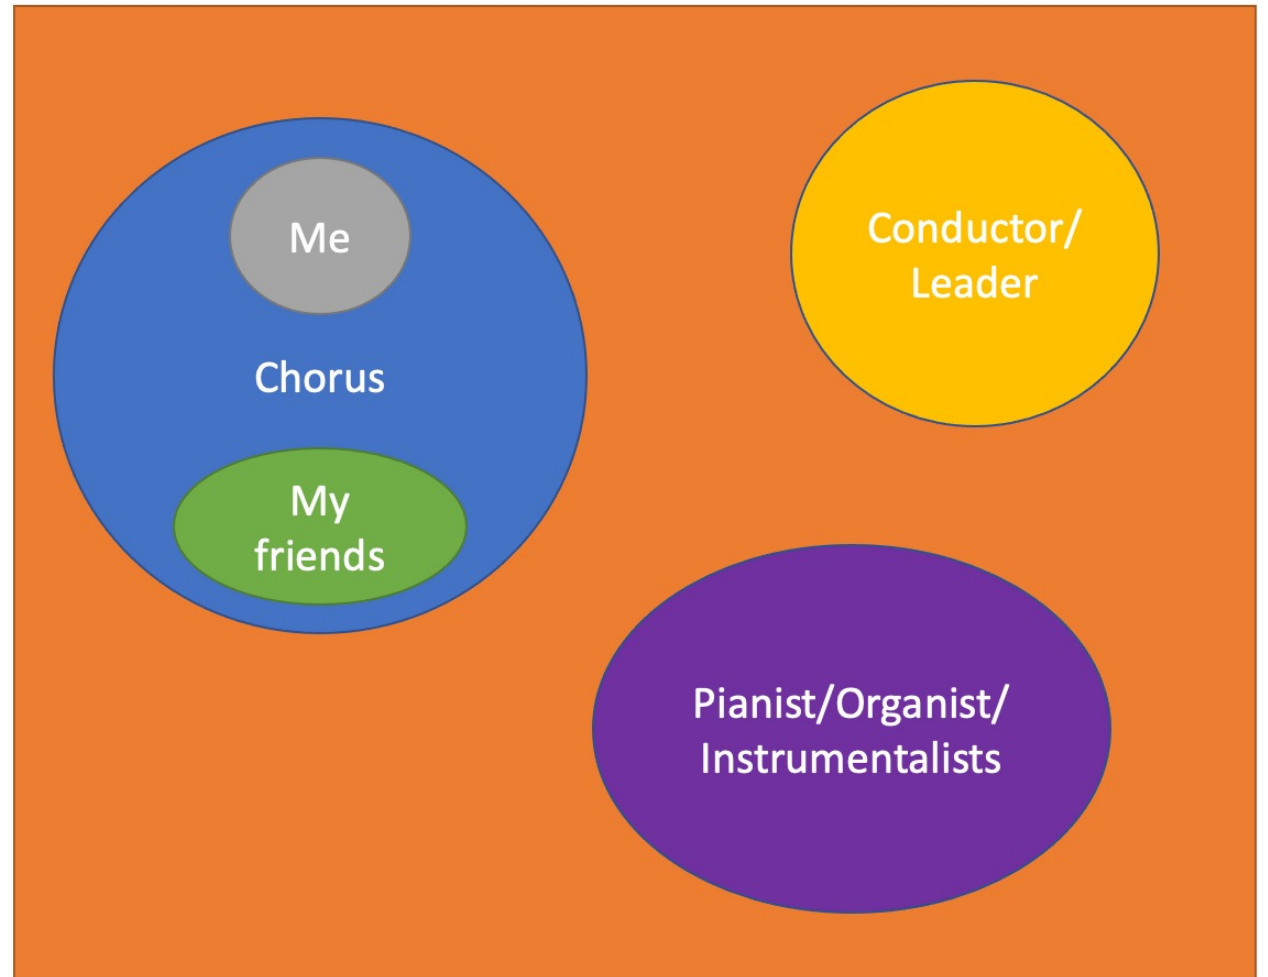 Me
Chorus
My
friends
Conductor/
Leader
Pianist/Organist/
Instrumentalists